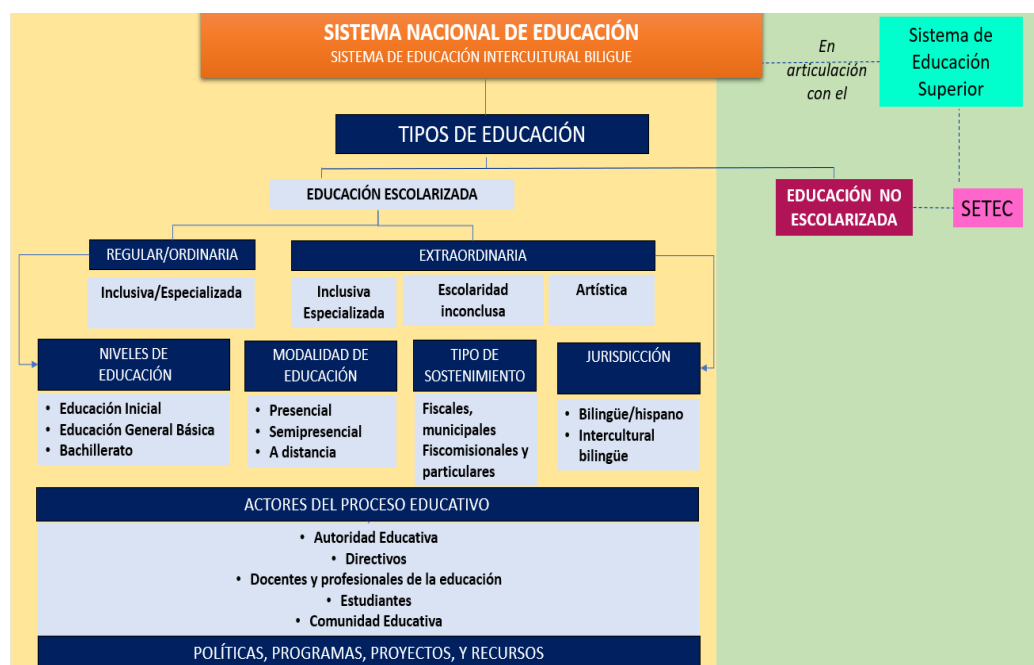 SISTEMA NACIONAL DE EDUCACIÓN
SISTEMA DE EDUCACIÓN INTERCULTURAL BILIGUE
En
articulación
con el
Sistema de
Educación
Superior
TIPOS DE EDUCACIÓN
EDUCACIÓN ESCOLARIZADA
EDUCACIÓN NO
ESCOLARIZADA
SETEC
REGULAR/ORDINARIA
EXTRAORDINARIA
Inclusiva/Especializada
Inclusiva
Especializada
Escolaridad
inconclusa
Artística
NIVELES DE
EDUCACIÓN
• Educación Inicial
• Educación General Básica
• Bachillerato
MODALIDAD DE
EDUCACIÓN
• Presencial
• Semipresencial
• A distancia
TIPO DE
SOSTENIMIENTO
Fiscales,
municipales
Fiscomisionales y
particulares
JURISDICCIÓN
• Bilingüe/hispano
• Intercultural
bilingüe
ACTORES DEL PROCESO EDUCATIVO
• Autoridad Educativa
• Directivos
• Docentes y profesionales de la educación
• Estudiantes
• Comunidad Educativa
POLÍTICAS, PROGRAMAS, PROYECTOS, Y RECURSOS